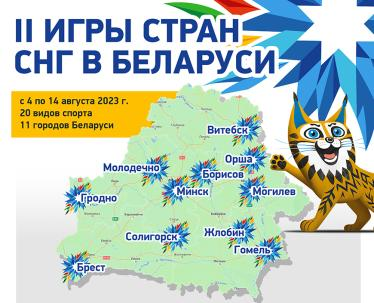 II ИГРЫ СТРАН
СНГ В БЕЛАРУСИ
с 4 по 14 августа 2023 г.
20 видов спорта
11 городов Беларуси
Витебск
Орша
Молодечно
Борисов
Минск
Могилев
Гродно
Солигорск
Жлобин
Гомель
Брест